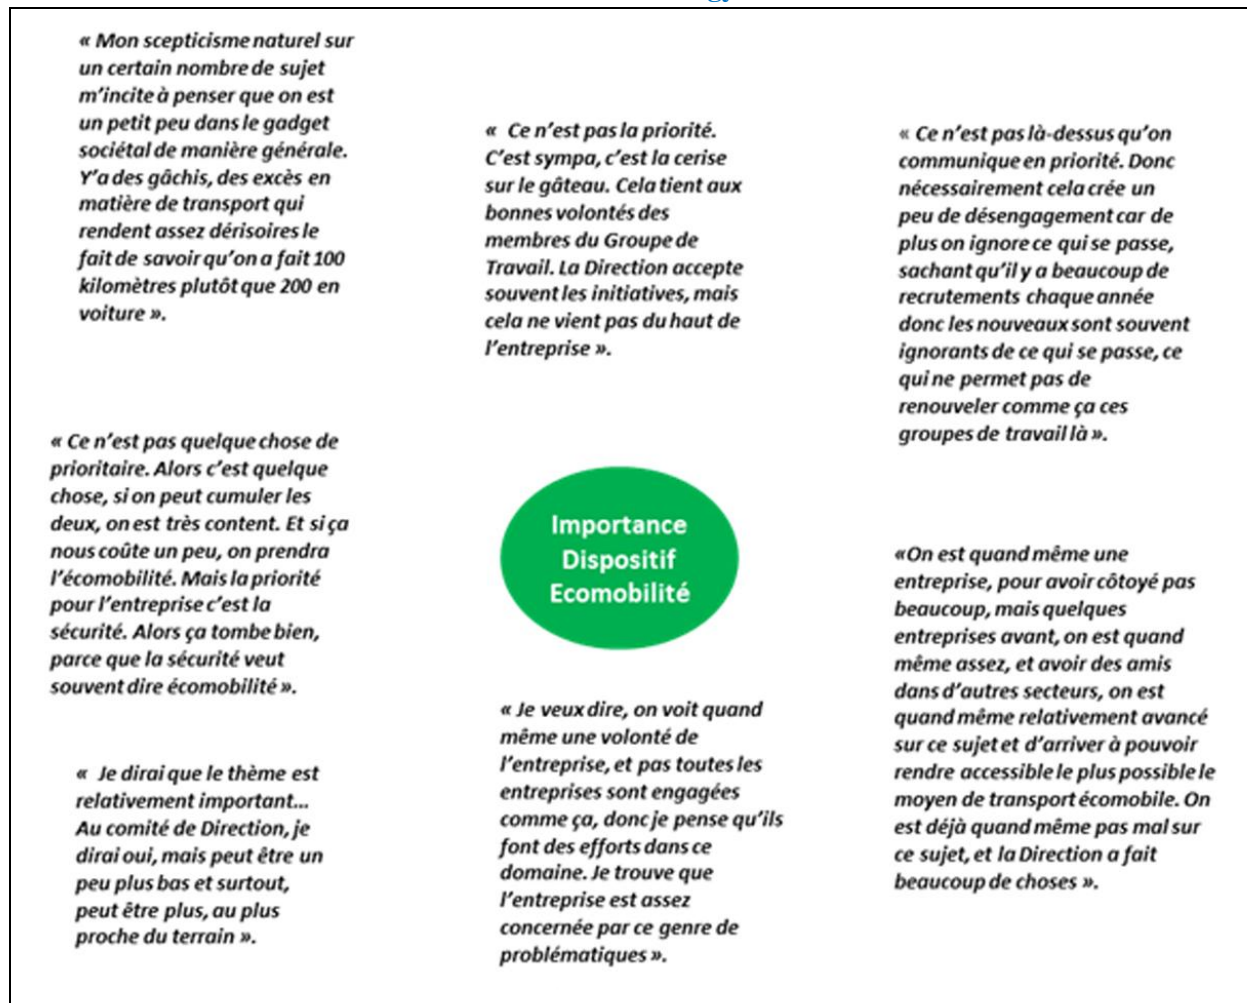 gy
« Mon scepticisme naturel sur
un certain nombre de sujet
m'incite à penser que on est
un petit peu dans le gadget
sociétal de manière générale.
Y'a des gâchis, des excès en
matière de transport qui
rendent assez dérisoires le
fait de savoir qu'on a fait 100
kilomètres plutôt que 200 en
voiture ».
« Ce n'est pas la priorité.
C'est sympa, c'est la cerise
sur le gâteau. Cela tient aux
bonnes volontés des
membres du Groupe de
Travail. La Direction accepte
souvent les initiatives, mais
cela ne vient pas du haut de
l'entreprise ».
« Ce n'est pas là-dessus qu'on
communique en priorité. Donc
nécessairement cela crée un
peu de désengagement car de
plus on ignore ce qui se passe,
sachant qu'il y a beaucoup de
recrutements chaque année
donc les nouveaux sont souvent
ignorants de ce qui se passe, ce
qui ne permet pas de
renouveler comme ça ces
groupes de travail là ».
« Ce n'est pas quelque chose de
prioritaire. Alors c'est quelque
chose, si on peut cumuler les
deux, on est très content. Et si ça
nous coûte un peu, on prendra
l'écomobilité. Mais la priorité
pour l'entreprise c'est la
sécurité. Alors ça tombe bien,
parce que la sécurité veut
souvent dire écomobilité ».
Importance
Dispositif
Ecomobilité
«On est quand même une
entreprise, pour avoir côtoyé pas
beaucoup, mais quelques
entreprises avant, on est quand
même assez, et avoir des amis
dans d'autres secteurs, on est
quand même relativement avancé
sur ce sujet et d'arriver à pouvoir
rendre accessible le plus possible le
moyen de transport écomobile. On
est déjà quand même pas mal sur
ce sujet, et la Direction a fait
beaucoup de choses ».
« Je dirai que le thème est
relativement important...
Au comité de Direction, je
dirai oui, mais peut être un
peu plus bas et surtout,
peut être plus, au plus
proche du terrain ».
« Je veux dire, on voit quand
même une volonté de
l'entreprise, et pas toutes les
entreprises sont engagées
comme ça, donc je pense qu'ils
font des efforts dans ce
domaine. Je trouve que
l'entreprise est assez
concernée par ce genre de
problématiques ».